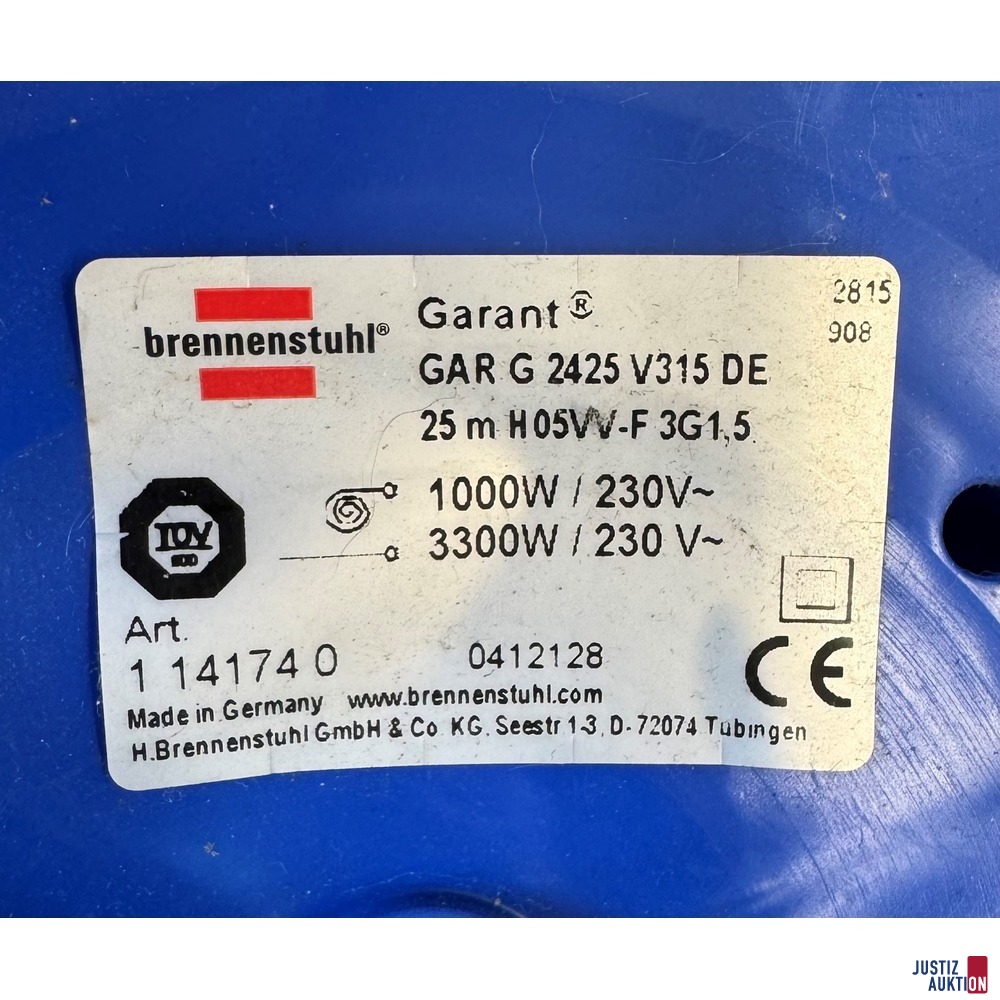 brennenstuhl®
Garant®
2815
908
GAR G 2425 V315 DE
25 m H05VV-F 3G1,5
1000W / 230V~
3300W / 230 V~
TÜV
Art.
1 14174 0
0412128
CE
Made in Germany www.brennenstuhl.com
H.Brennenstuhl GmbH & Co KG. Seestr 1-3, D-72074 Tübingen
JUSTIZ
AUKTION